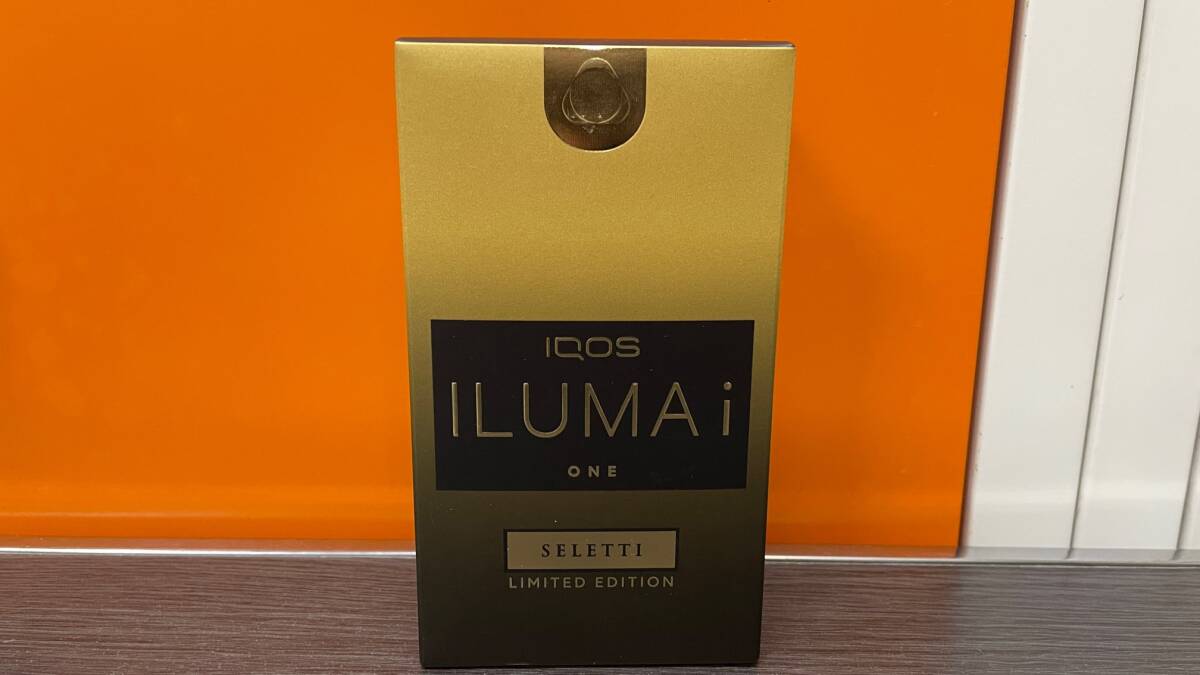 IQOS
ILUMA i
ONE
SELETTI
LIMITED EDITION